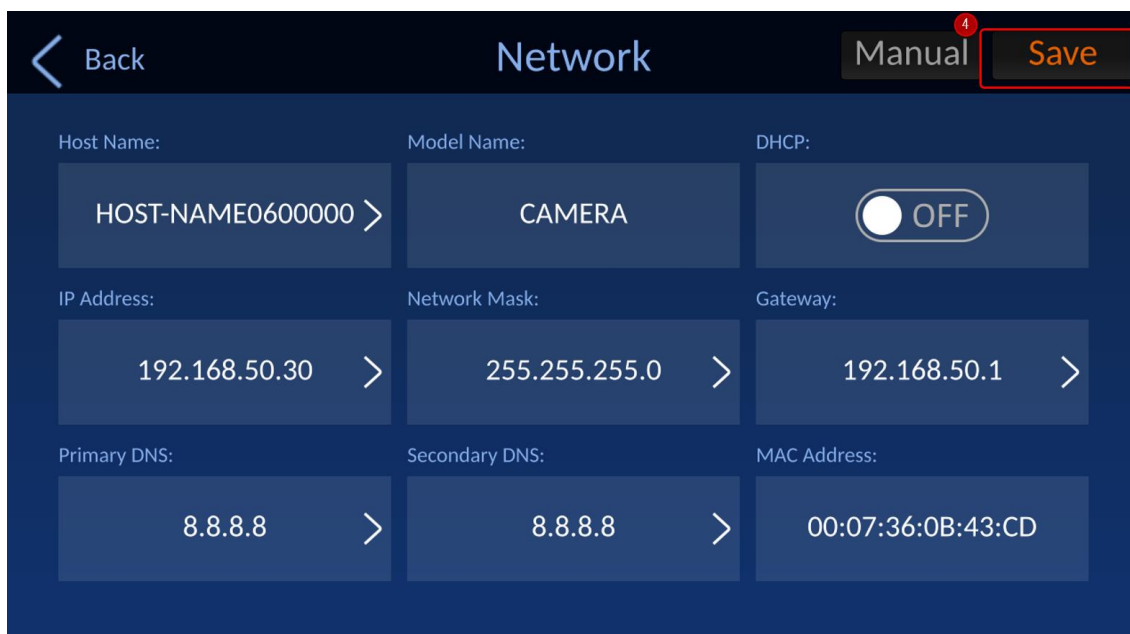 Back
Network
Manual
4
Save
Host Name:
Model Name:
DHCP:
HOST-NAME0600000
CAMERA
OFF
IP Address:
Network Mask:
Gateway:
192.168.50.30
255.255.255.0
192.168.50.1
Primary DNS:
Secondary DNS:
MAC Address:
8.8.8.8
8.8.8.8
00:07:36:0B:43:CD